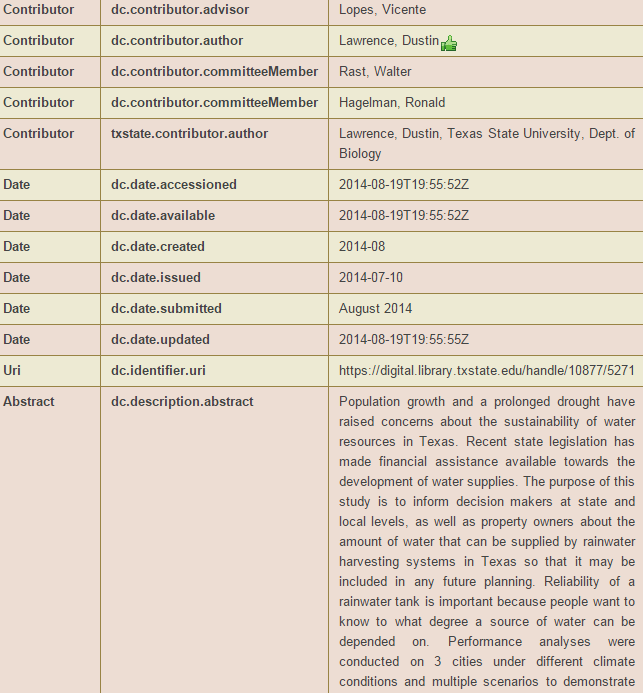 Contributor dc.contributor.advisor Lopes, Vicente
Contributor dc.contributor.author Lawrence, Dustin
Contributor dc.contributor.committeeMember Rast, Walter
Contributor dc.contributor.committeeMember Hagelman, Ronald
Contributor txstate.contributor.author Lawrence, Dustin, Texas State University, Dept. of
Biology
Date dc.date.accessioned 2014-08-19T19:55:52Z
Date dc.date.available 2014-08-19T19:55:52Z
Date dc.date.created 2014-08
Date dc.date.issued 2014-07-10
Date dc.date.submitted August 2014
Date dc.date.updated 2014-08-19T19:55:55Z
Uri dc.identifier.uri https://digital.library.txstate.edu/handle/10877/5271
Abstract dc.description.abstract Population growth and a prolonged drought have
raised concerns about the sustainability of water
resources in Texas. Recent state legislation has
made financial assistance available towards the
development of water supplies. The purpose of this
study is to inform decision makers at state and
local levels, as well as property owners about the
amount of water that can be supplied by rainwater
harvesting systems in Texas so that it may be
included in any future planning. Reliability of a
rainwater tank is important because people want to
know to what degree a source of water can be
depended on. Performance analyses were
conducted on 3 cities under different climate
conditions and multiple scenarios to demonstrate